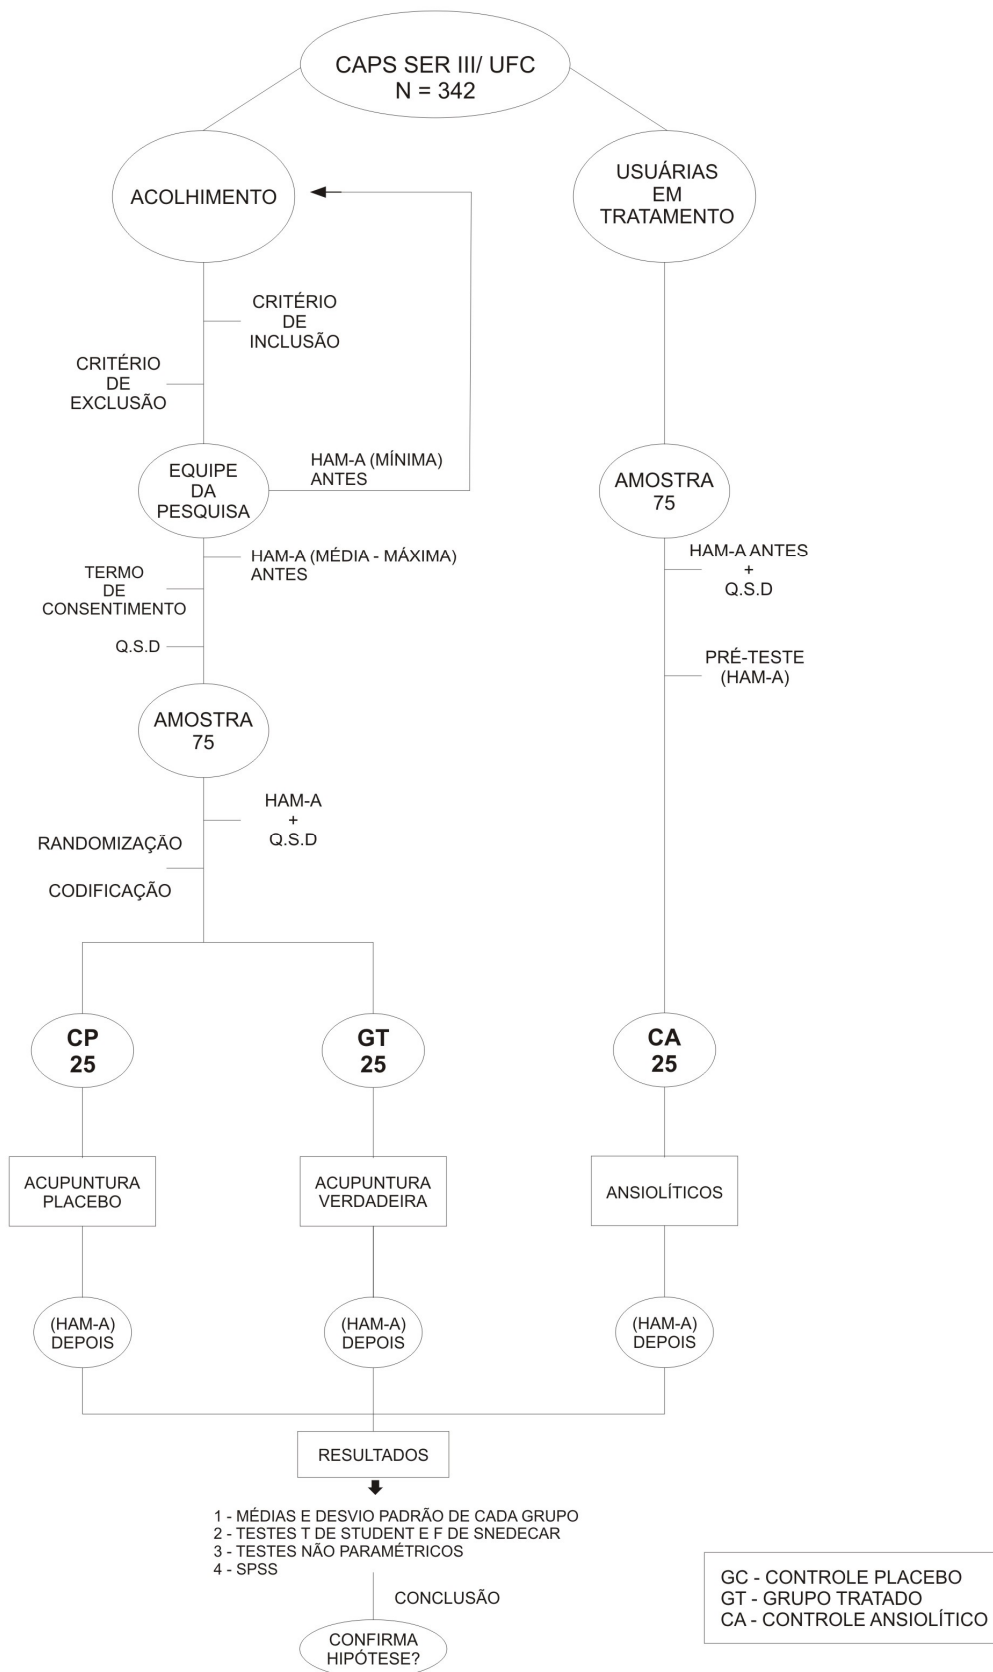 CAPS SER III/ UFC
N = 342
ACOLHIMENTO
USUÁRIAS
EM
TRATAMENTO
CRITÉRIO
DE
INCLUSÃO
CRITÉRIO
DE
EXCLUSÃO
EQUIPE
DA
PESQUISA
HAM-A (MÍNIMA)
ANTES
AMOSTRA
75
HAM-A (MÉDIA - MÁXIMA)
ANTES
TERMO
DE
CONSENTIMENTO
Q.S.D
HAM-A ANTES
+
Q.S.D
PRÉ-TESTE
(HAM-A)
AMOSTRA
75
HAM-A
+
Q.S.D
RANDOMIZAÇÃO
CODIFICAÇÃO
CP
25
GT
25
CA
25
ACUPUNTURA
PLACEBO
ACUPUNTURA
VERDADEIRA
ANSIOLÍTICOS
(HAM-A)
DEPOIS
(HAM-A)
DEPOIS
(HAM-A)
DEPOIS
RESULTADOS
1 - MÉDIAS E DESVIO PADRÃO DE CADA GRUPO
2 - TESTES T DE STUDENT E F DE SNEDECAR
3 - TESTES NÃO PARAMÉTRICOS
4 - SPSS
CONCLUSÃO
CONFIRMA
HIPÓTESE?
GC - CONTROLE PLACEBO
GT - GRUPO TRATADO
CA - CONTROLE ANSIOLÍTICO